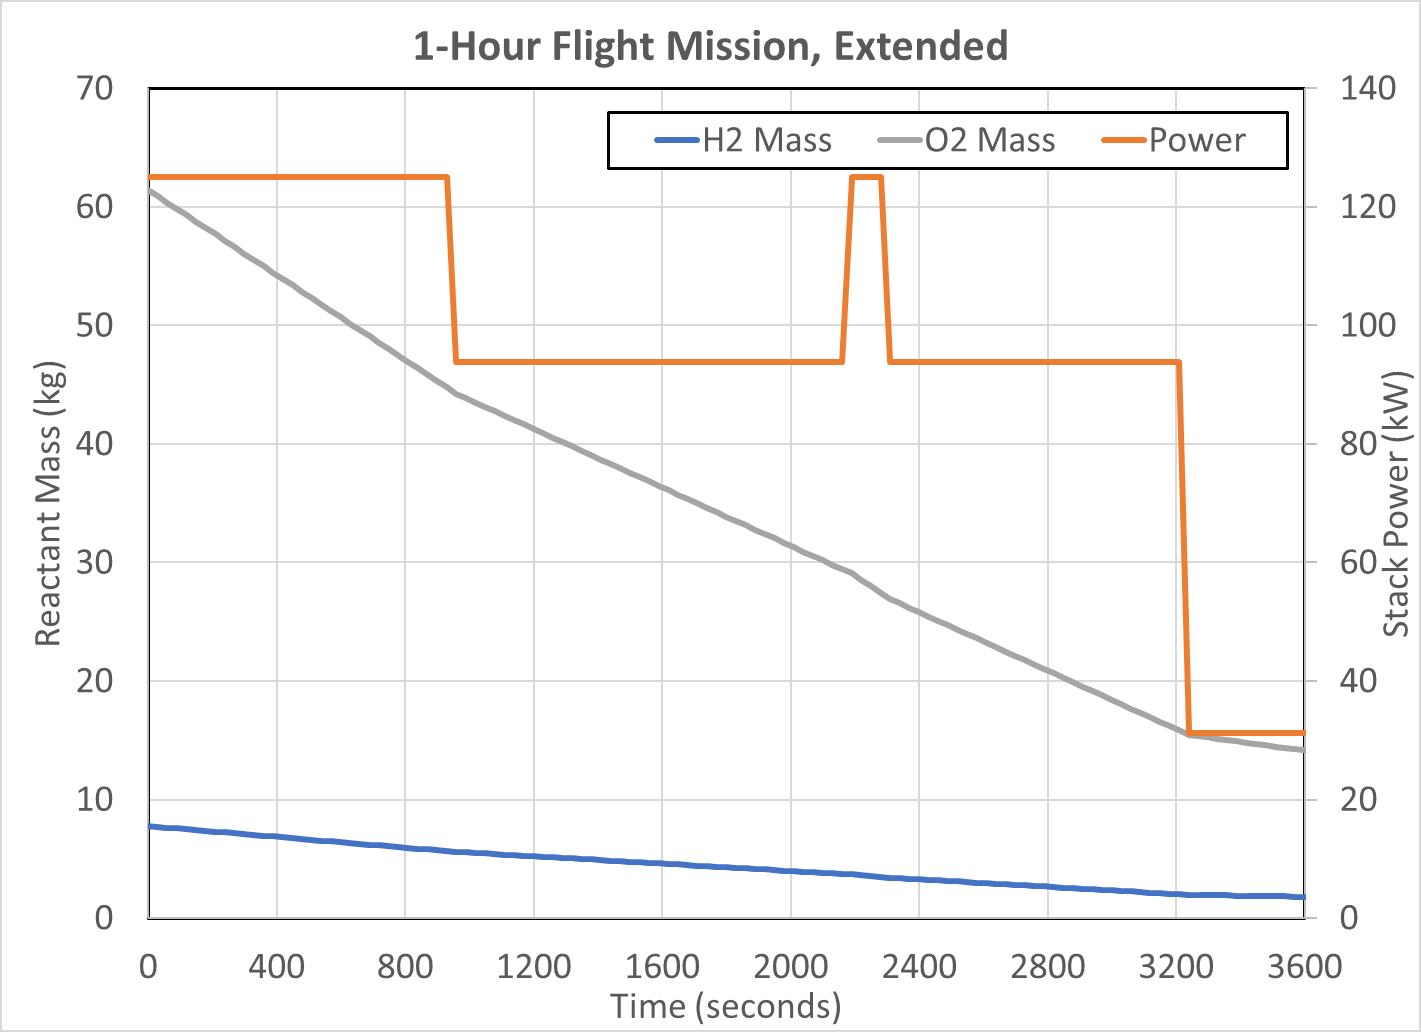 1-Hour Flight Mission, Extended
H2 Mass O2 Mass Power
Reactant Mass (kg)
70
60
50
40
30
20
10
0
140
120
100
80
60
40
20
0
Stack Power (kW)
0 400 800 1200 1600 2000 2400 2800 3200 3600
Time (seconds)